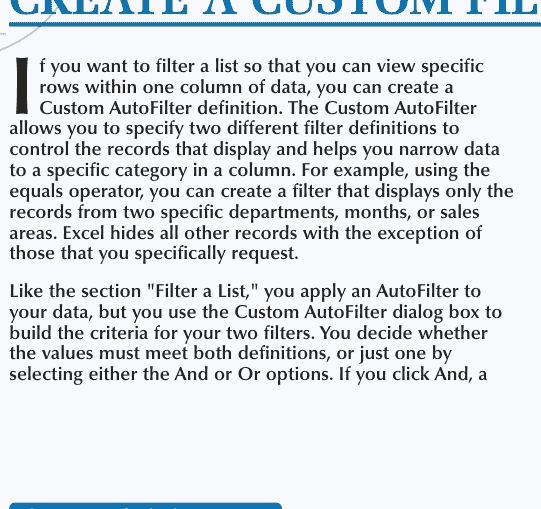 CREATE A CUSTOM FIL
If you want to filter a list so that you can view specific
rows within one column of data, you can create a
Custom AutoFilter definition. The Custom AutoFilter
allows you to specify two different filter definitions to
control the records that display and helps you narrow data
to a specific category in a column. For example, using the
equals operator, you can create a filter that displays only the
records from two specific departments, months, or sales
areas. Excel hides all other records with the exception of
those that you specifically request.
Like the section "Filter a List," you apply an AutoFilter to
your data, but you use the Custom AutoFilter dialog box to
build the criteria for your two filters. You decide whether
the values must meet both definitions, or just one by
selecting either the And or Or options. If you click And, a